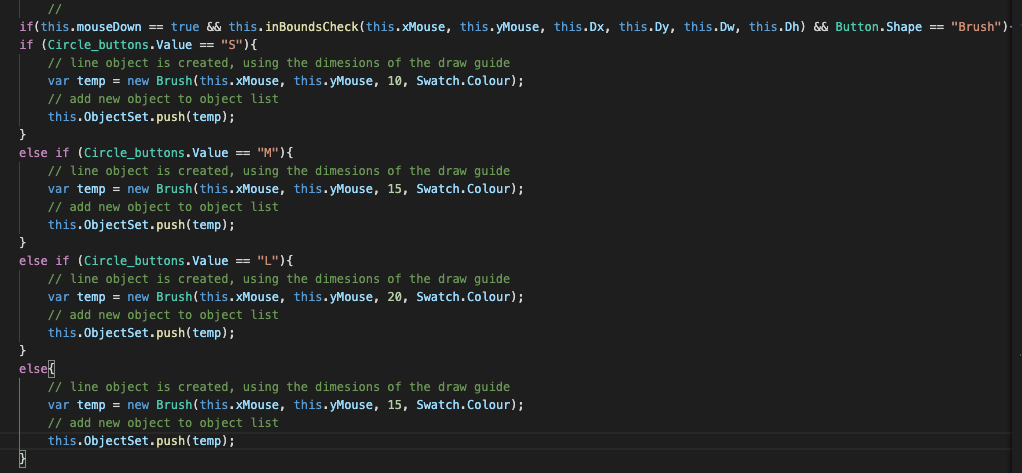 //
if(this.mouseDown == true && this.inBoundsCheck(this.xMouse, this.yMouse, this.Dx, this.Dy, this.Dw, this.Dh) && Button.Shape == "Brush")
if (Circle_buttons.Value == "S"){
// line object is created, using the dimesions of the draw guide
var temp = new Brush(this.xMouse, this.yMouse, 10, Swatch.Colour);
// add new object to object list
this.ObjectSet.push(temp);
}
else if (Circle_buttons.Value == "M"){
// line object is created, using the dimesions of the draw guide
var temp = new Brush(this.xMouse, this.yMouse, 15, Swatch.Colour);
// add new object to object list
this.ObjectSet.push(temp);
}
else if (Circle_buttons.Value == "L"){
// line object is created, using the dimesions of the draw guide
var temp = new Brush(this.xMouse, this.yMouse, 20, Swatch.Colour);
// add new object to object list
this.ObjectSet.push(temp);
}
else{
// line object is created, using the dimesions of the draw guide
var temp = new Brush(this.xMouse, this.yMouse, 15, Swatch.Colour);
// add new object to object list
this.ObjectSet.push(temp);
}